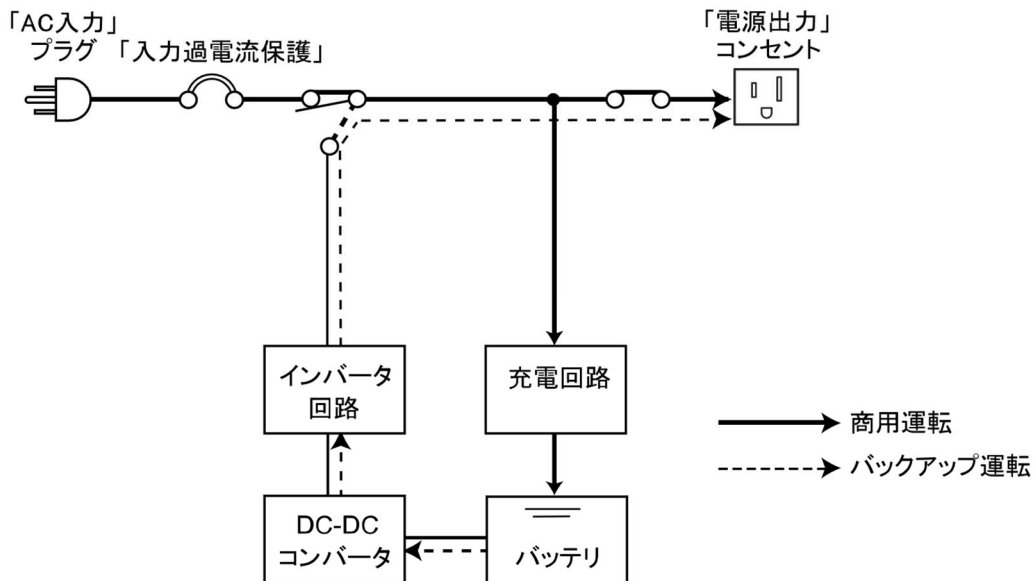 「AC入力」
プラグ
「入力過電流保護」
「電源出力」
コンセント
インバータ
回路
充電回路
商用運転
バックアップ運転
DC-DC
コンバータ
バッテリ